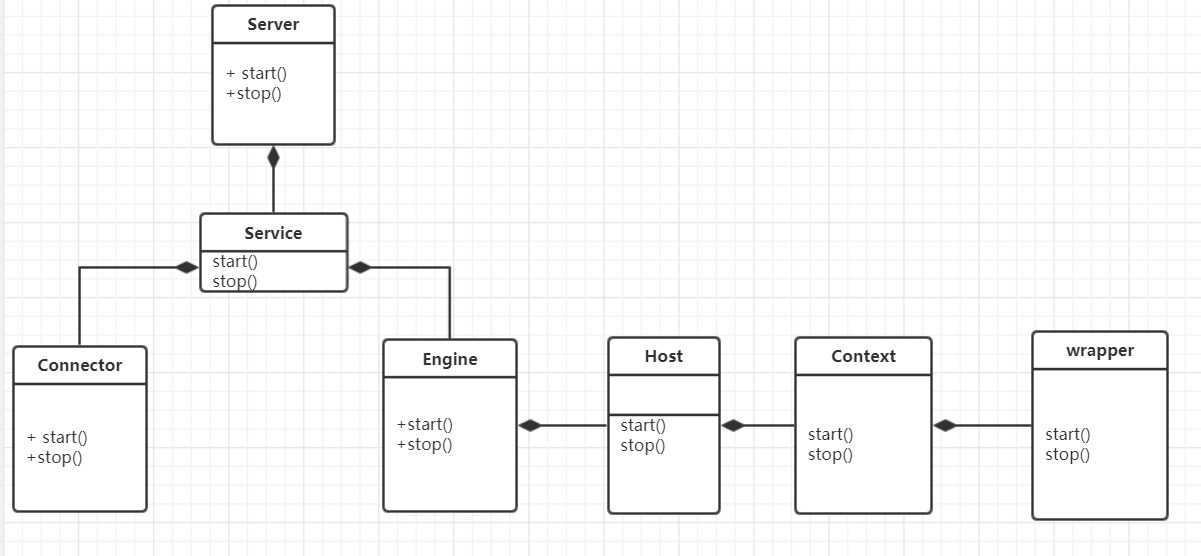 Server
+ start()
+stop()
Service
start()
stop()
Connector
+ start()
+stop()
Engine
+start()
+stop()
Host
start()
stop()
Context
start()
stop()
wrapper
start()
stop()